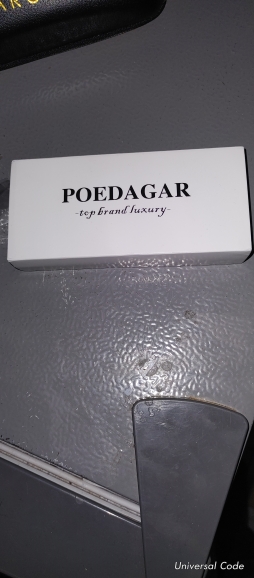 POEDAGAR
-top brand luxury-
Universal Code